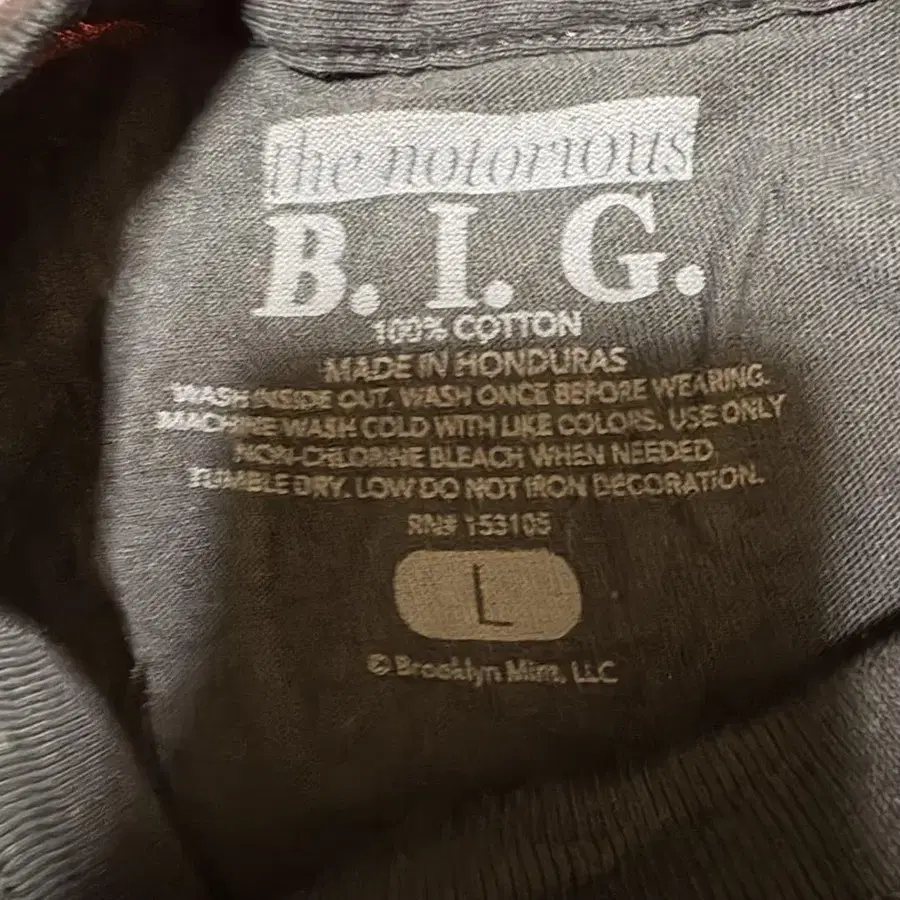 the notorious
B. I. G.
100% COTTON
MADE IN HONDURAS
WASH INSIDE OUT. WASH ONCE BEFORE WEARING.
MACHINE WASH COLD WITH LIKE COLORS. USE ONLY
NON-CHLORINE BLEACH WHEN NEEDED
TUMBLE DRY. LOW DO NOT IRON DECORATION.
RN# 153105
L
© Brooklyn Mim, LLC